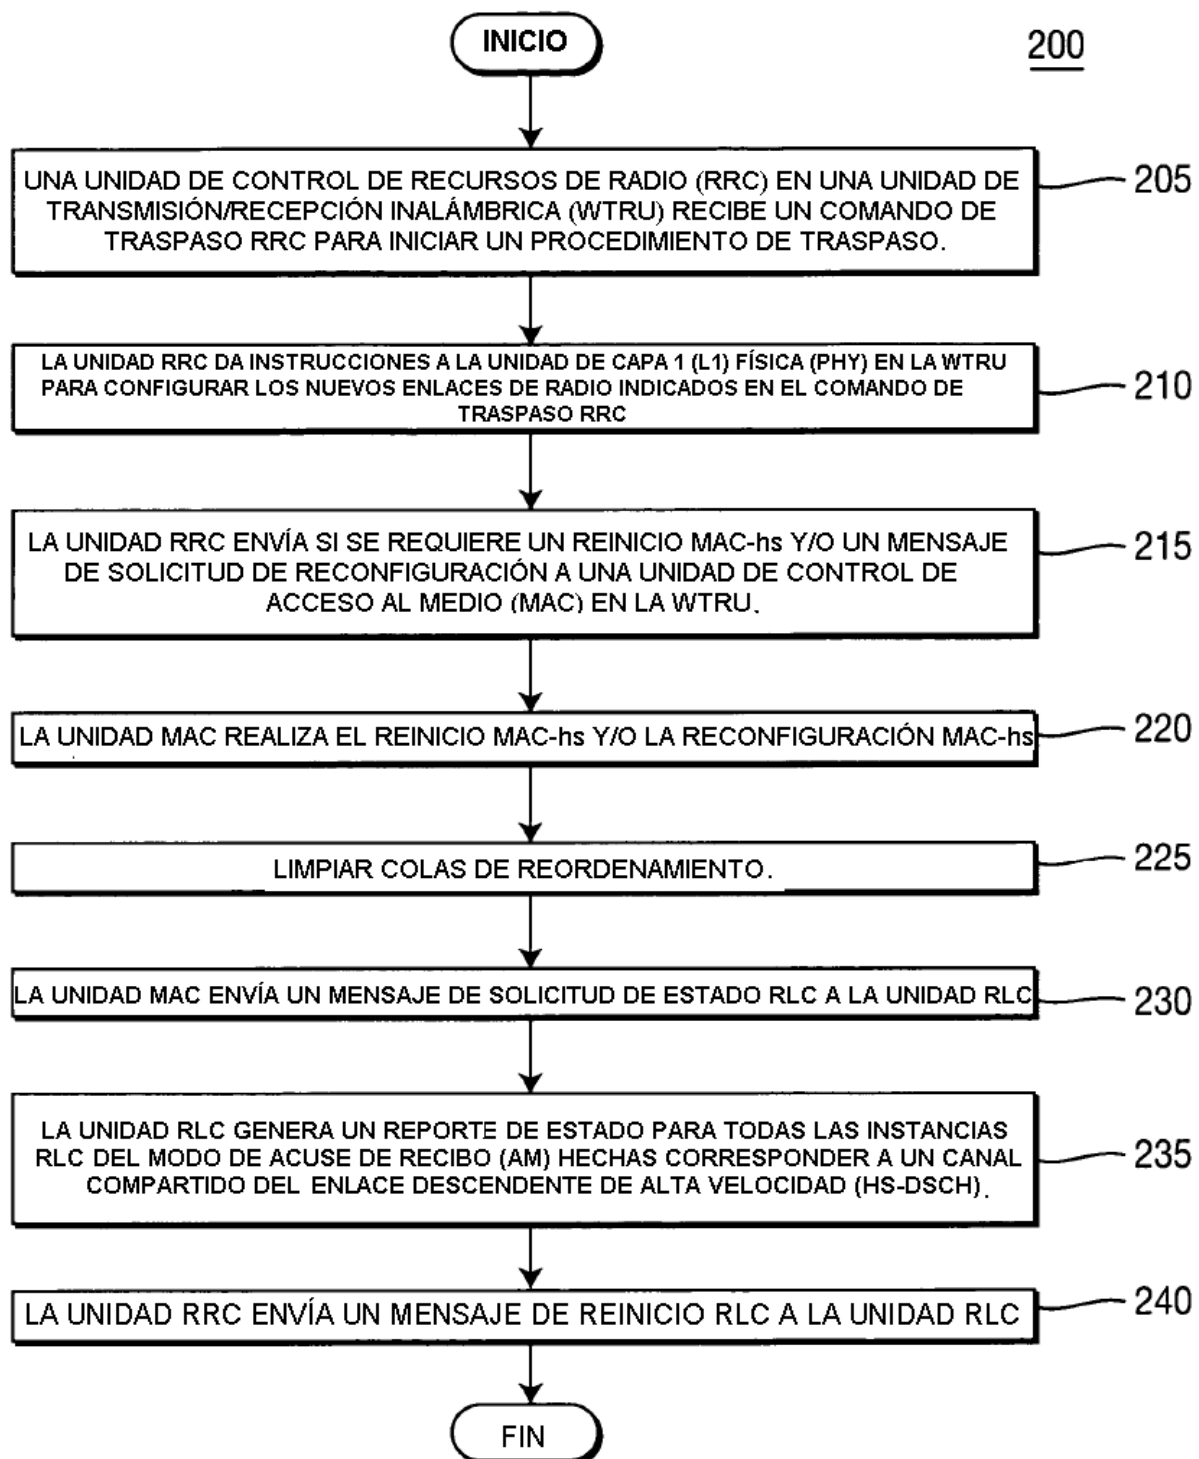 INICIO
200
UNA UNIDAD DE CONTROL DE RECURSOS DE RADIO (RRC) EN UNA UNIDAD DE
TRANSMISIÓN/RECEPCIÓN INALÁMBRICA (WTRU) RECIBE UN COMANDO DE
TRASPASO RRC PARA INICIAR UN PROCEDIMIENTO DE TRASPASO.
205
LA UNIDAD RRC DA INSTRUCCIONES A LA UNIDAD DE CAPA 1 (L1) FÍSICA (PHY) EN LA WTRU
PARA CONFIGURAR LOS NUEVOS ENLACES DE RADIO INDICADOS EN EL COMANDO DE
TRASPASO RRC
210
LA UNIDAD RRC ENVÍA SI SE REQUIERE UN REINICIO MAC-hs Y/O UN MENSAJE
DE SOLICITUD DE RECONFIGURACIÓN A UNA UNIDAD DE CONTROL DE
ACCESO AL MEDIO (MAC) EN LA WTRU.
215
LA UNIDAD MAC REALIZA EL REINICIO MAC-hs Y/O LA RECONFIGURACIÓN MAC-hs
220
LIMPIAR COLAS DE REORDENAMIENTO.
225
LA UNIDAD MAC ENVÍA UN MENSAJE DE SOLICITUD DE ESTADO RLC A LA UNIDAD RLC
230
LA UNIDAD RLC GENERA UN REPORTE DE ESTADO PARA TODAS LAS INSTANCIAS
RLC DEL MODO DE ACUSE DE RECIBO (AM) HECHAS CORRESPONDER A UN CANAL
COMPARTIDO DEL ENLACE DESCENDENTE DE ALTA VELOCIDAD (HS-DSCH).
235
LA UNIDAD RRC ENVÍA UN MENSAJE DE REINICIO RLC A LA UNIDAD RLC
240
FIN